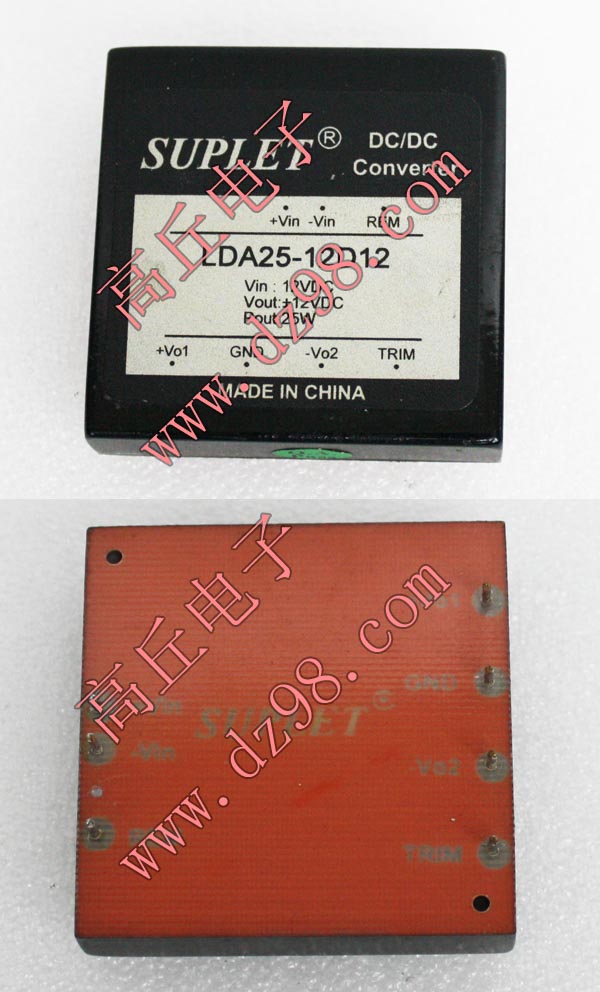 SUPLET® DC/DC
Converter
+Vin -Vin REM
LDA25-12D12
Vin : 12VDC
Vout:±12VDC
Pout:25W
+Vo1 GND -Vo2 TRIM
MADE IN CHINA
高丘电子
www.dz98.com
+Vo1
GND
-Vin
SUPLET®
-Vo2
TRIM
高丘电子
www.dz98.com